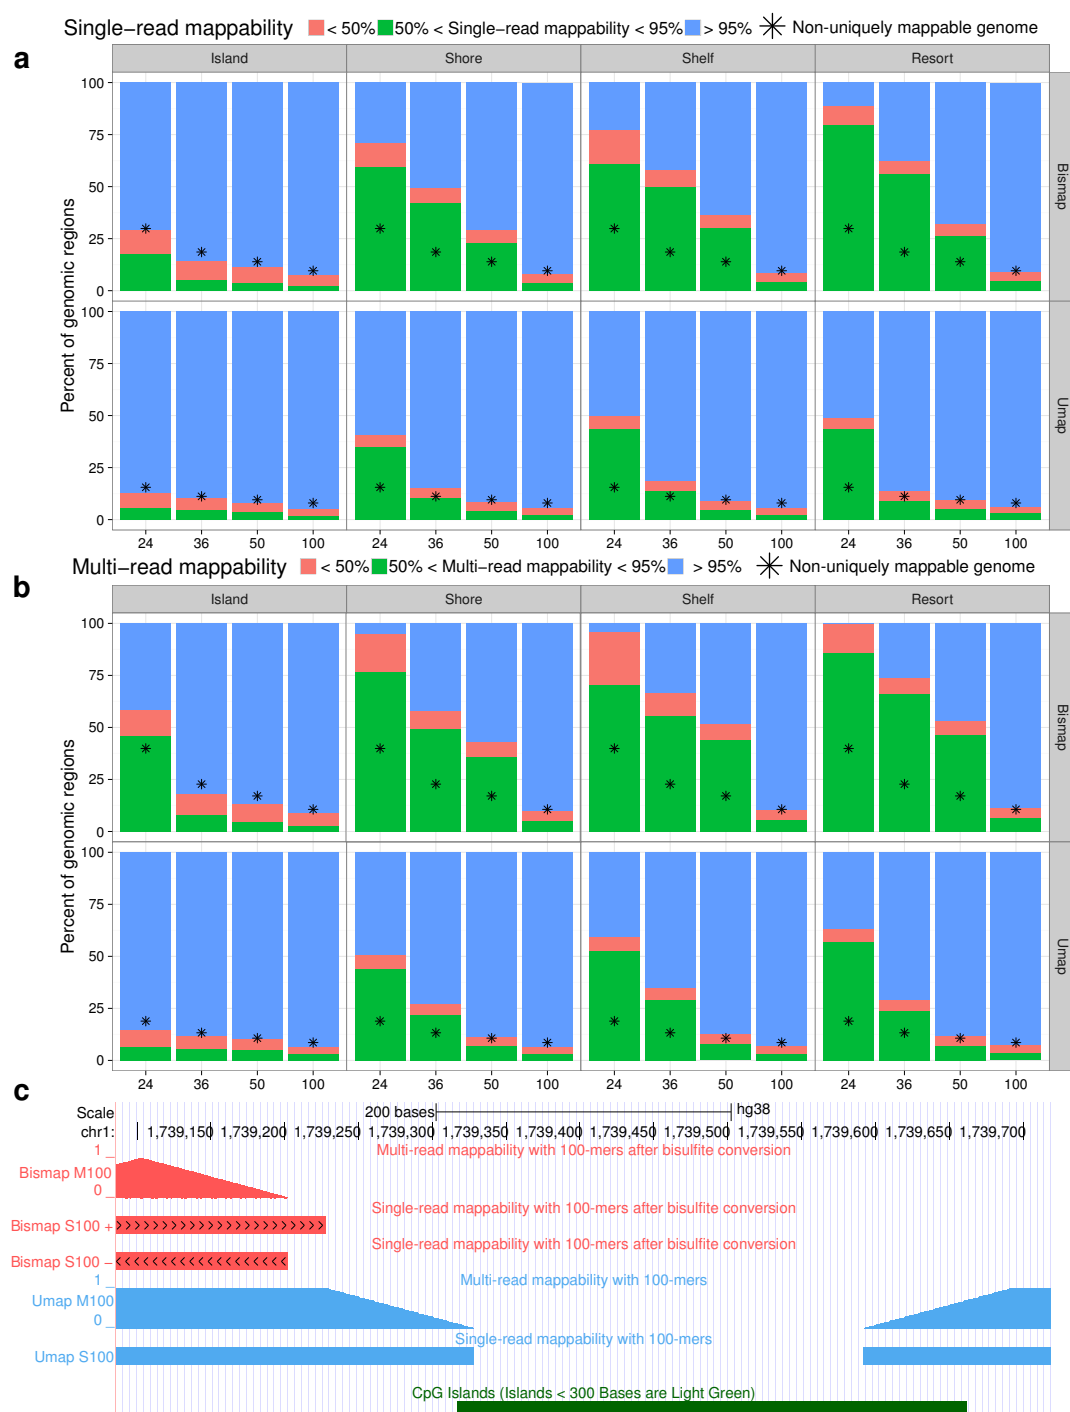 Single−read mappability < 50% 50% < Single−read mappability < 95% > 95% Non−uniquely mappable genome
a
Island Shore Shelf Resort
100
75
50
25
0
Bismap
100
75
50
25
0
Umap
Percent of genomic regions
24 36 50 100 24 36 50 100 24 36 50 100 24 36 50 100
Multi−read mappability < 50% 50% < Multi−read mappability < 95% > 95% Non−uniquely mappable genome
b
Island Shore Shelf Resort
100
75
50
25
0
Bismap
Percent of genomic regions
100
75
50
25
0
Umap
Percent of genomic regions
24 36 50 100 24 36 50 100 24 36 50 100 24 36 50 100
c
Scale 200 bases hg38
chr1: 1,739,150 1,739,200 1,739,250 1,739,300 1,739,350 1,739,400 1,739,450 1,739,500 1,739,550 1,739,600 1,739,650 1,739,700
Multi-read mappability with 100-mers after bisulfite conversion
1 _
Bismap M100
0 _
Single-read mappability with 100-mers after bisulfite conversion
Bismap S100 +
Single-read mappability with 100-mers after bisulfite conversion
Bismap S100 −
Multi-read mappability with 100-mers
1 _
Umap M100
0 _
Single-read mappability with 100-mers
Umap S100
CpG Islands (Islands < 300 Bases are Light Green)